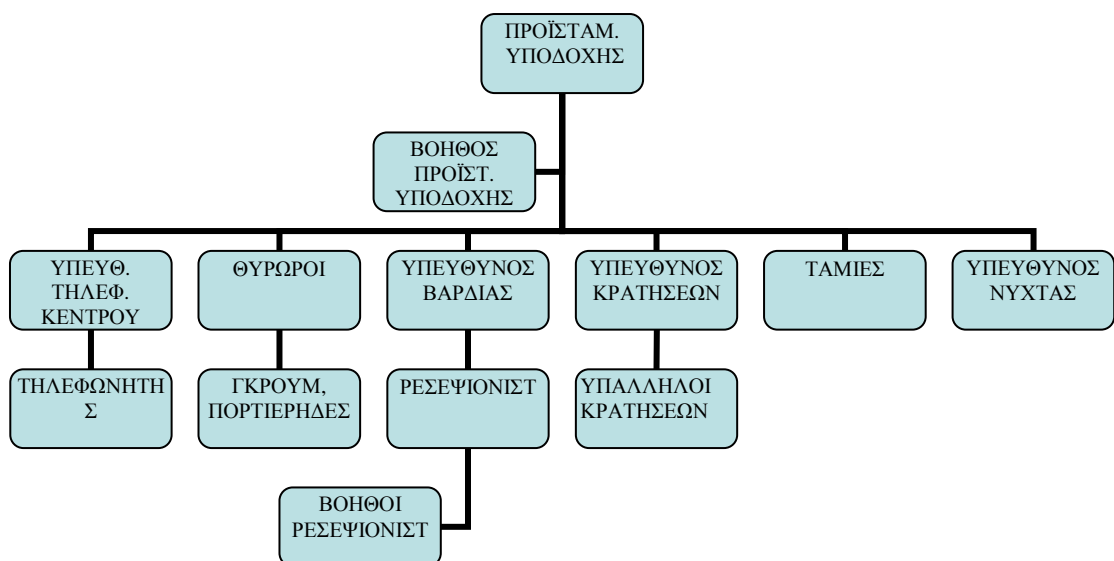 ΠΡΟΪΣΤΑΜ.
ΥΠΟΔΟΧΗΣ
ΒΟΗΘΟΣ
ΠΡΟΪΣΤ.
ΥΠΟΔΟΧΗΣ
ΥΠΕΥΘ.
ΤΗΛΕΦ.
ΚΕΝΤΡΟΥ
ΘΥΡΩΡΟΙ
ΥΠΕΥΘΥΝΟΣ
ΒΑΡΔΙΑΣ
ΥΠΕΥΘΥΝΟΣ
ΚΡΑΤΗΣΕΩΝ
ΤΑΜΙΕΣ
ΥΠΕΥΘΥΝΟΣ
ΝΥΧΤΑΣ
ΤΗΛΕΦΩΝΗΤΗ
Σ
ΓΚΡΟΥΜ,
ΠΟΡΤΙΕΡΗΔΕΣ
ΡΕΣΕΨΙΟΝΙΣΤ
ΥΠΑΛΛΗΛΟΙ
ΚΡΑΤΗΣΕΩΝ
ΒΟΗΘΟΙ
ΡΕΣΕΨΙΟΝΙΣΤ